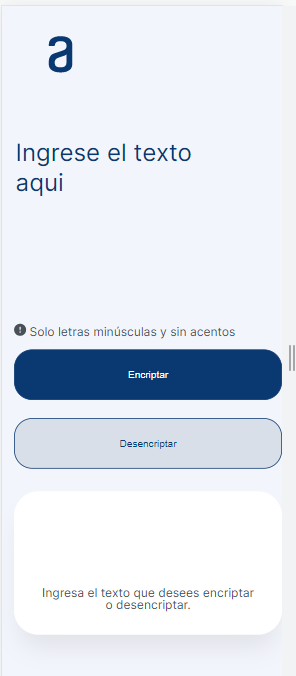 a
Ingrese el texto
aqui
Solo letras minúsculas y sin acentos
Encriptar
Desencriptar
Ingresa el texto que desees encriptar
o desencriptar.